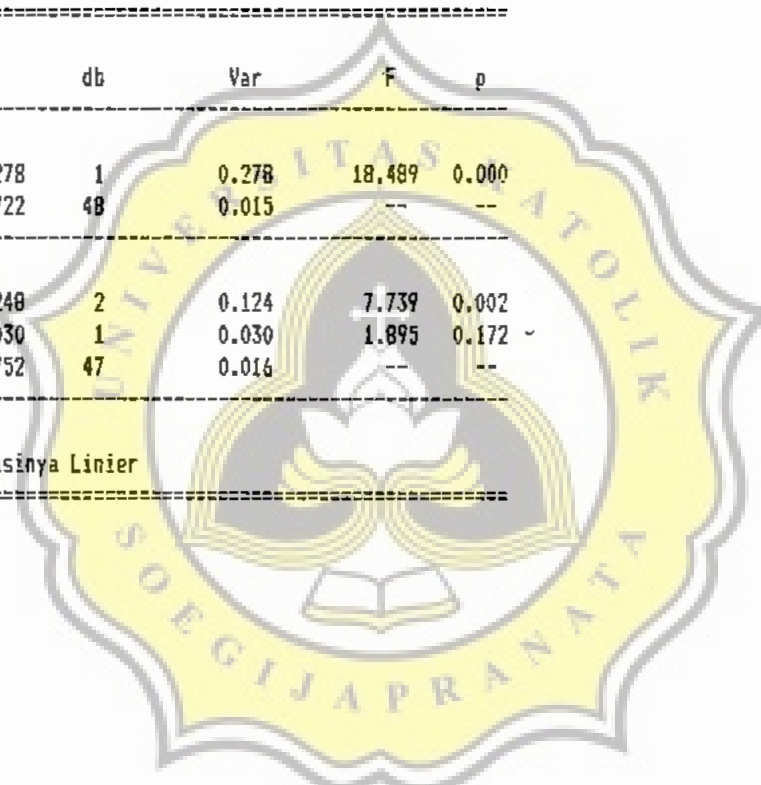 db Var F p
278 1 0.278 18.489 0.000
722 48 0.015 -- --
248 2 0.124 7.739 0.002
030 1 0.030 1.895 0.172
752 47 0.016 -- --
sinya Linier
UNIVERSITAS KATOLIK
SOEGIJAPRANATA